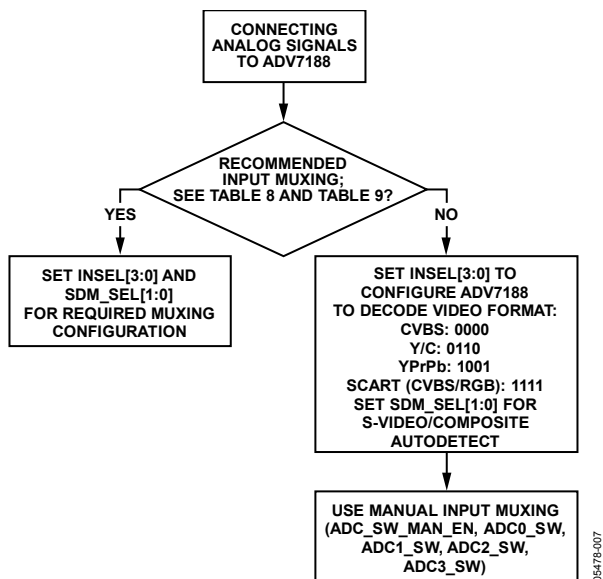 CONNECTING
ANALOG SIGNALS
TO ADV7188
RECOMMENDED
INPUT MUXING;
SEE TABLE 8 AND TABLE 9?
YES
NO
SET INSEL[3:0] AND
SDM_SEL[1:0]
FOR REQUIRED MUXING
CONFIGURATION
SET INSEL[3:0] TO
CONFIGURE ADV7188
TO DECODE VIDEO FORMAT:
CVBS: 0000
Y/C: 0110
YPrPb: 1001
SCART (CVBS/RGB): 1111
SET SDM_SEL[1:0] FOR
S-VIDEO/COMPOSITE
AUTODETECT
USE MANUAL INPUT MUXING
(ADC_SW_MAN_EN, ADC0_SW,
ADC1_SW, ADC2_SW,
ADC3_SW)
05478-007